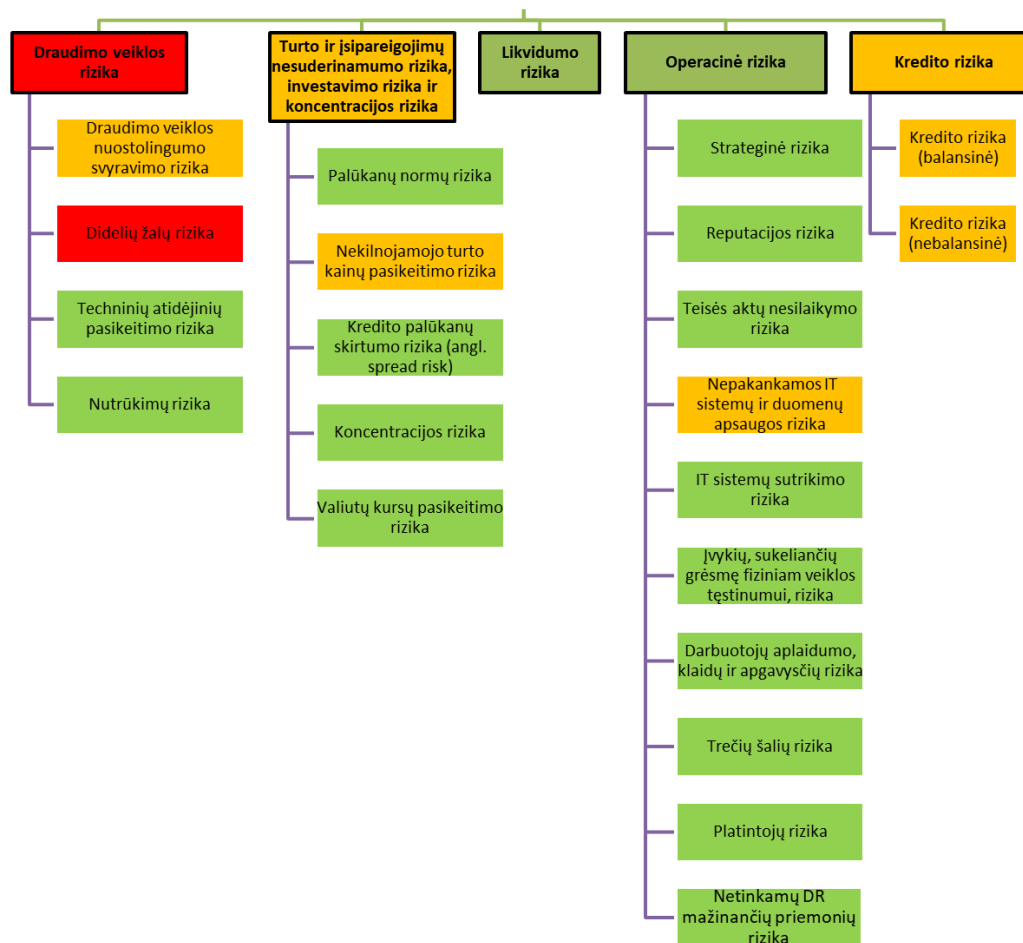 Draudimo veiklos
rizika
Draudimo veiklos
nuostolingumo
svyravimo rizika
Didelių žalų rizika
Techninių atidėjinių
pasikeitimo rizika
Nutrūkimų rizika
Turto ir įsipareigojimų
nesuderinamumo rizika,
investavimo rizika ir
koncentracijos rizika
Palūkanų normų rizika
Nekilnojamojo turto
kainų pasikeitimo rizika
Kredito palūkanų
skirtumo rizika (angl.
spread risk)
Koncentracijos rizika
Valiutų kursų pasikeitimo
rizika
Likvidumo
rizika
Operacinė rizika
Strateginė rizika
Reputacijos rizika
Teisės aktų nesilaikymo
rizika
Nepakankamos IT
sistemų ir duomenų
apsaugos rizika
IT sistemų sutrikimo
rizika
Įvykių, sukeliančių
grėsmę fiziniam veiklos
tęstinumui, rizika
Darbuotojų aplaidumo,
klaidų ir apgavysčių rizika
Trečių šalių rizika
Platintojų rizika
Netinkamų DR
mažinančių priemonių
rizika
Kredito rizika
Kredito rizika
(balansinė)
Kredito rizika
(nebalansinė)